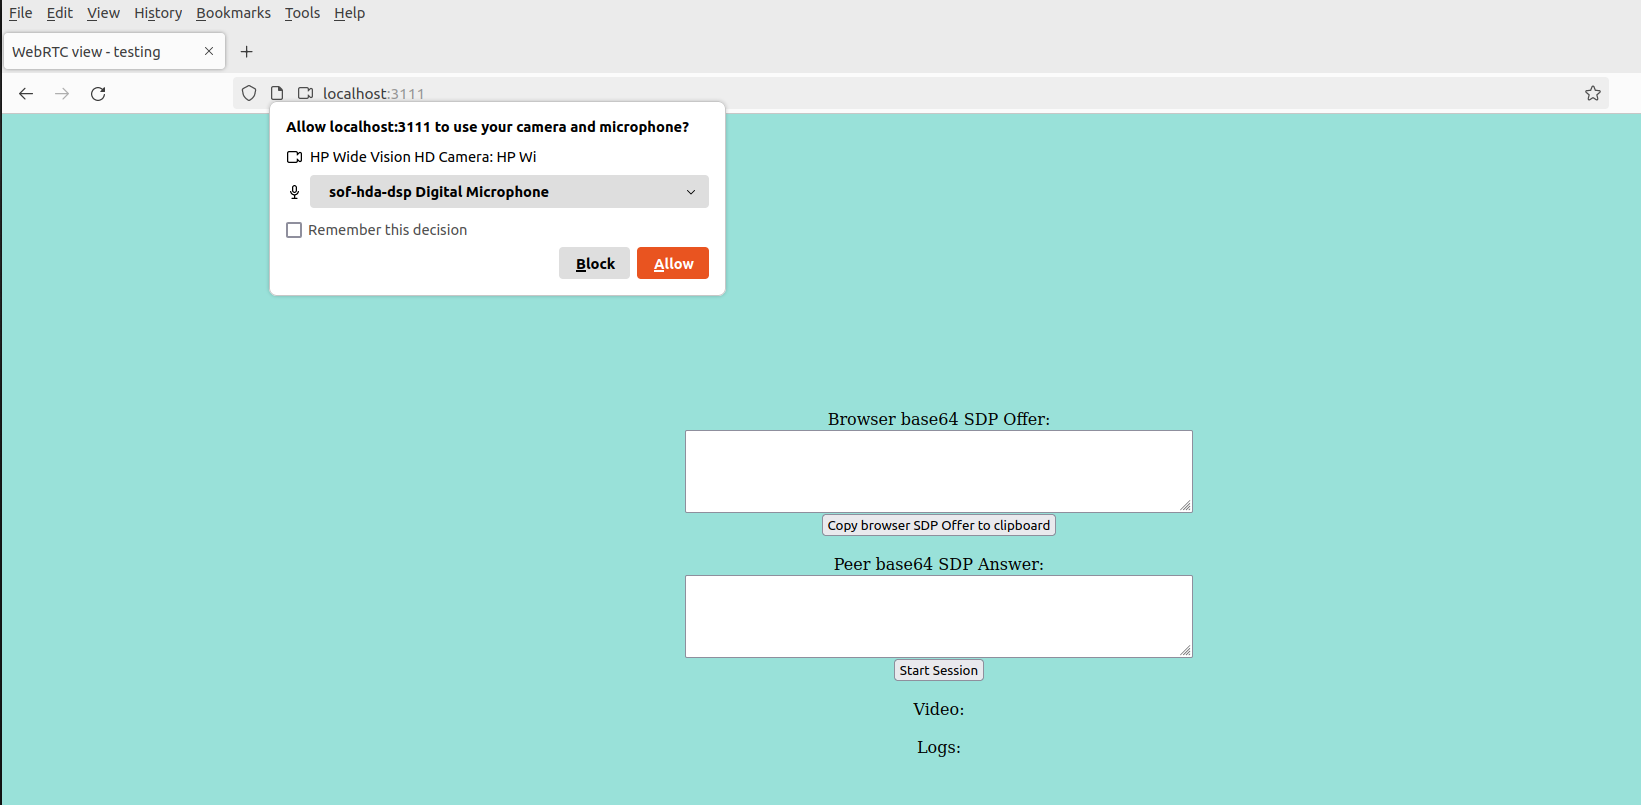 File Edit View History Bookmarks Tools Help
WebRTC view - testing
localhost:3111
Allow localhost:3111 to use your camera and microphone?
HP Wide Vision HD Camera: HP Wi
sof-hda-dsp Digital Microphone
Remember this decision
Block Allow
Browser base64 SDP Offer:
Copy browser SDP Offer to clipboard
Peer base64 SDP Answer:
Start Session
Video:
Logs: